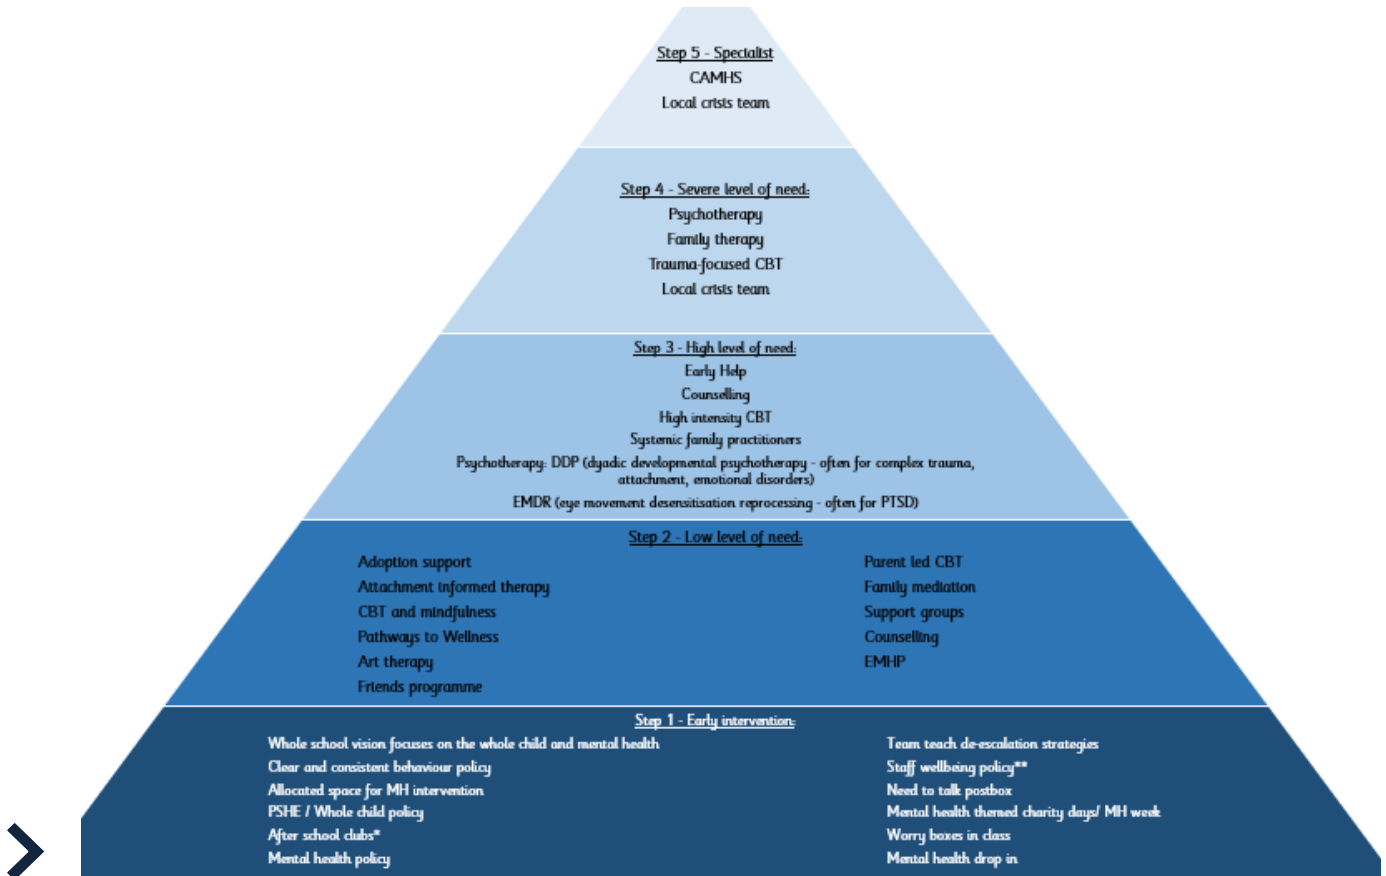 Step 5 - Specialist
CAMHS
Local crisis team
Step 4 - Severe level of need:
Psychotherapy
Family therapy
Trauma-focused CBT
Local crisis team
Step 3 - High level of need:
Early Help
Counselling
High intensity CBT
Systemic family practitioners
Psychotherapy: DDP (dyadic developmental psychotherapy - often for complex trauma,
attachment, emotional disorders)
EMDR (eye movement desensitisation reprocessing - often for PTSD)
Step 2 - Low level of need:
Adoption support
Attachment informed therapy
CBT and mindfulness
Pathways to Wellness
Art therapy
Friends programme
Parent led CBT
Family mediation
Support groups
Counselling
EMHP
Step 1 - Early intervention:
Whole school vision focuses on the whole child and mental health
Clear and consistent behaviour policy
Allocated space for MH intervention
PSHE / Whole child policy
After school clubs*
Mental health policy
Team teach de-escalation strategies
Staff wellbeing policy**
Need to talk postbox
Mental health themed charity days/ MH week
Worry boxes in class
Mental health drop in